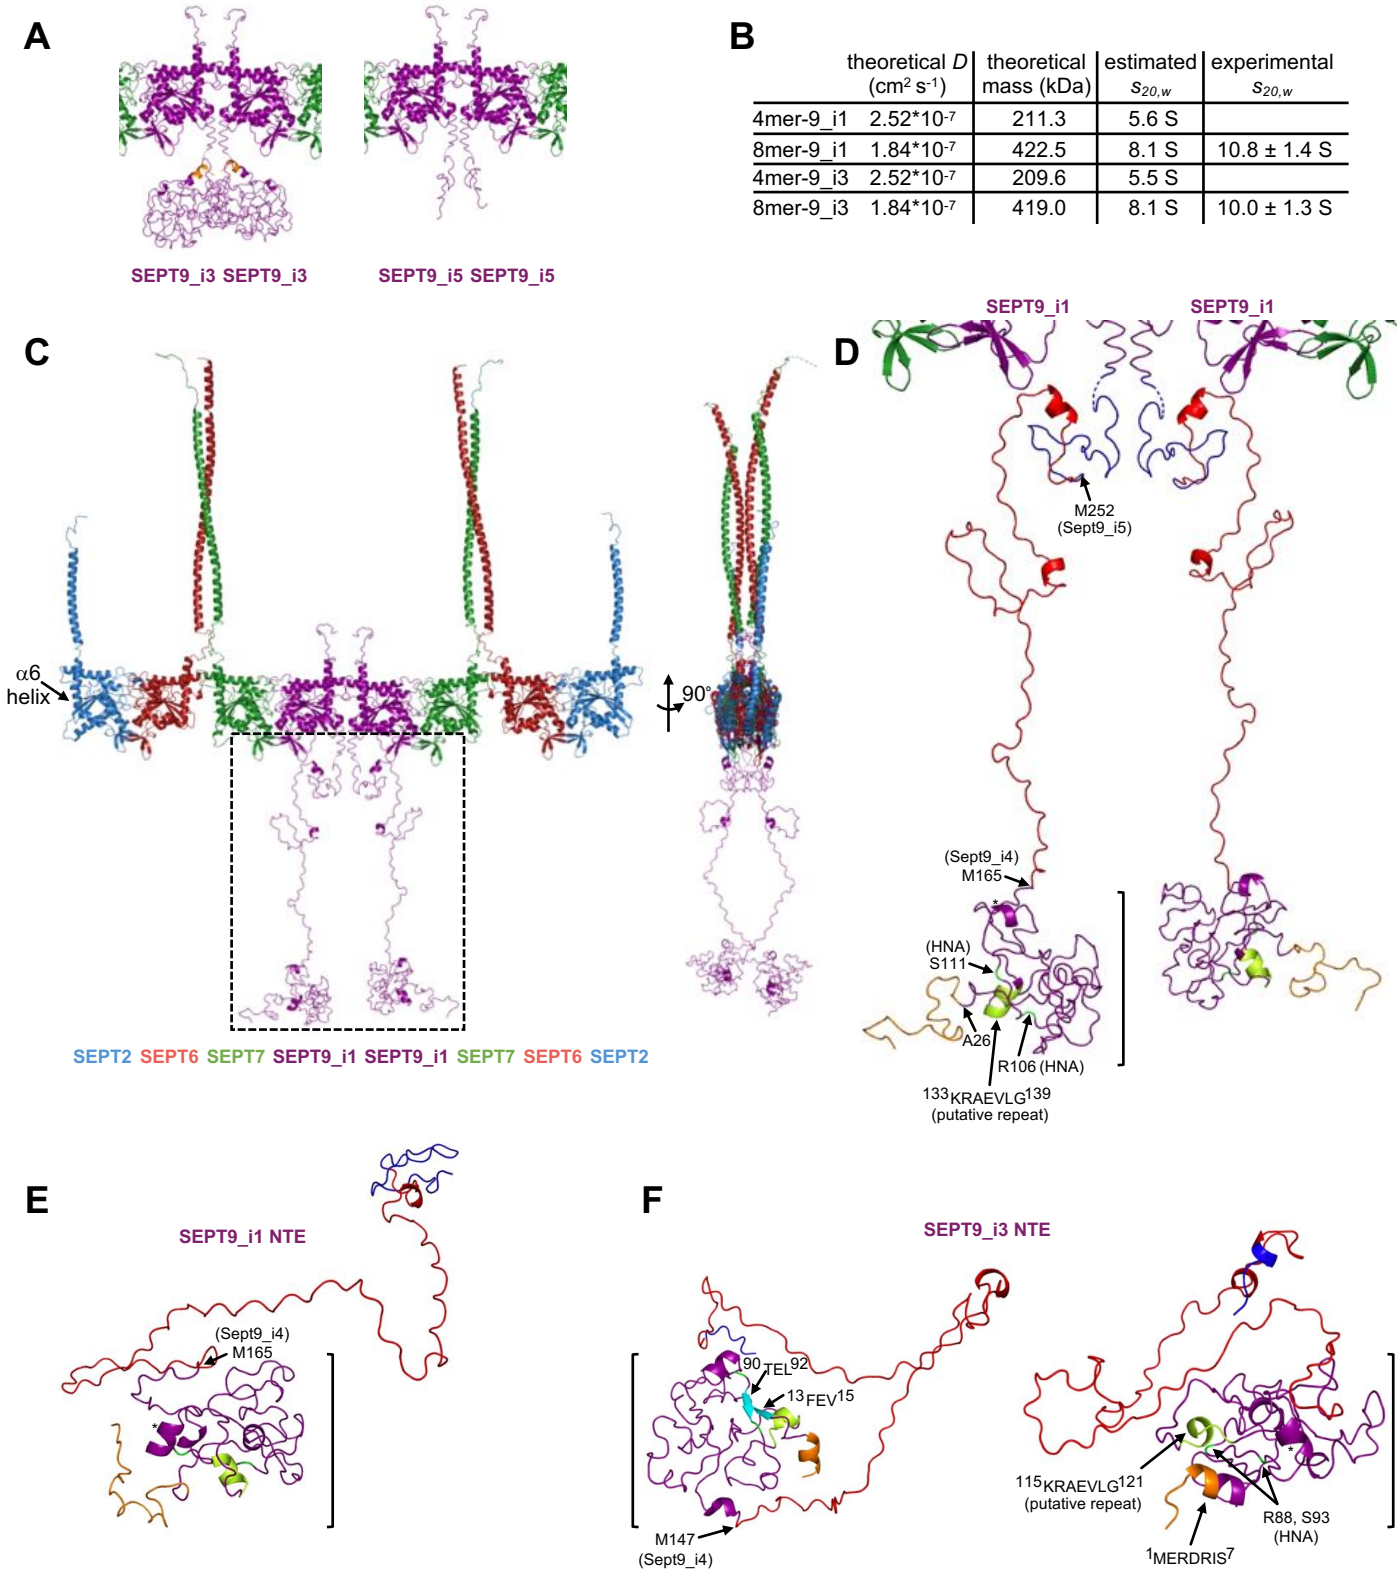 A
SEPT9_i3 SEPT9_i3
SEPT9_i5 SEPT9_i5
B
theoretical D (cm² s⁻¹) theoretical mass (kDa) estimated s20,w experimental s20,w
4mer-9_i1 2.52*10⁻⁷ 211.3 5.6 S
8mer-9_i1 1.84*10⁻⁷ 422.5 8.1 S 10.8 ± 1.4 S
4mer-9_i3 2.52*10⁻⁷ 209.6 5.5 S
8mer-9_i3 1.84*10⁻⁷ 419.0 8.1 S 10.0 ± 1.3 S
C
α6
helix
90°
SEPT2 SEPT6 SEPT7 SEPT9_i1 SEPT9_i1 SEPT7 SEPT6 SEPT2
D
SEPT9_i1 SEPT9_i1
M252
(Sept9_i5)
(Sept9_i4)
M165
*
(HNA)
S111
A26
R106 (HNA)
¹³³KRAEVLG¹³⁹
(putative repeat)
E
SEPT9_i1 NTE
(Sept9_i4)
M165
*
F
SEPT9_i3 NTE
⁹⁰TEL⁹²
¹³FEV¹⁵
M147
(Sept9_i4)
*
¹¹⁵KRAEVLG¹²¹
(putative repeat)
R88, S93
(HNA)
¹MERDRIS⁷